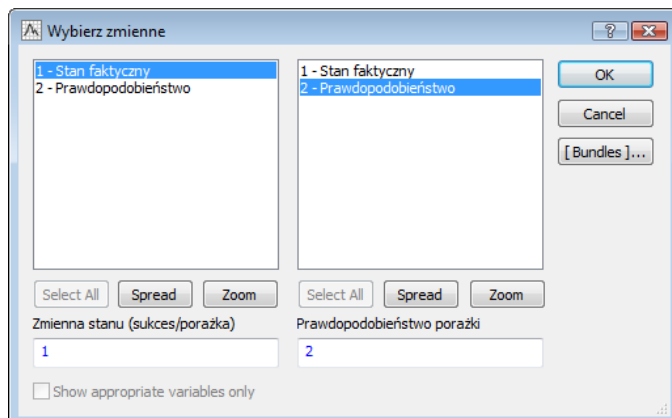 Wybierz zmienne
1 - Stan faktyczny
2 - Prawdopodobieństwo
1 - Stan faktyczny
2 - Prawdopodobieństwo
OK
Cancel
[ Bundles ]...
Select All Spread Zoom
Select All Spread Zoom
Zmienna stanu (sukces/porażka)
Prawdopodobieństwo porażki
1
2
Show appropriate variables only